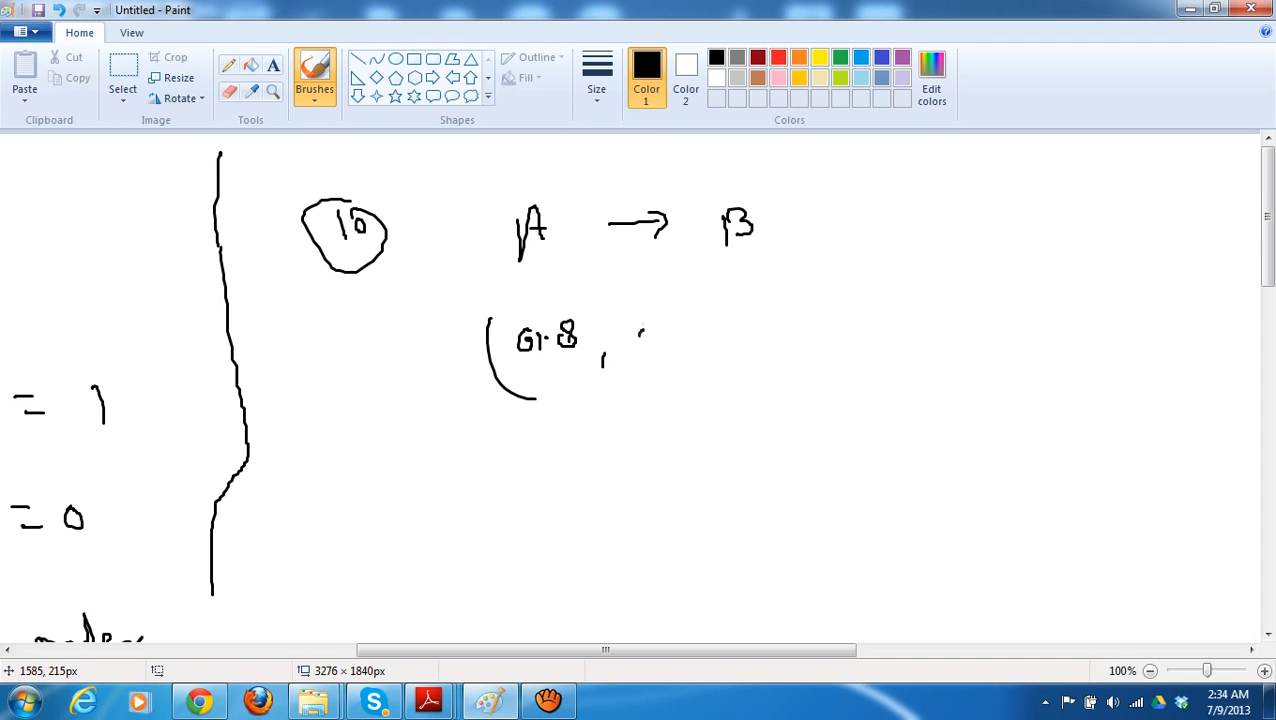 Untitled - Paint
Home View
Paste
Cut
Copy
Clipboard
Select
Crop
Resize
Rotate
Image
Tools
Brushes
Outline
Fill
Shapes
Size
Color 1
Color 2
Edit colors
Colors
10 A → B
(Gr8 ,
= 1
= 0
1585, 215px
3276 × 1840px
100%
2:34 AM
7/9/2013